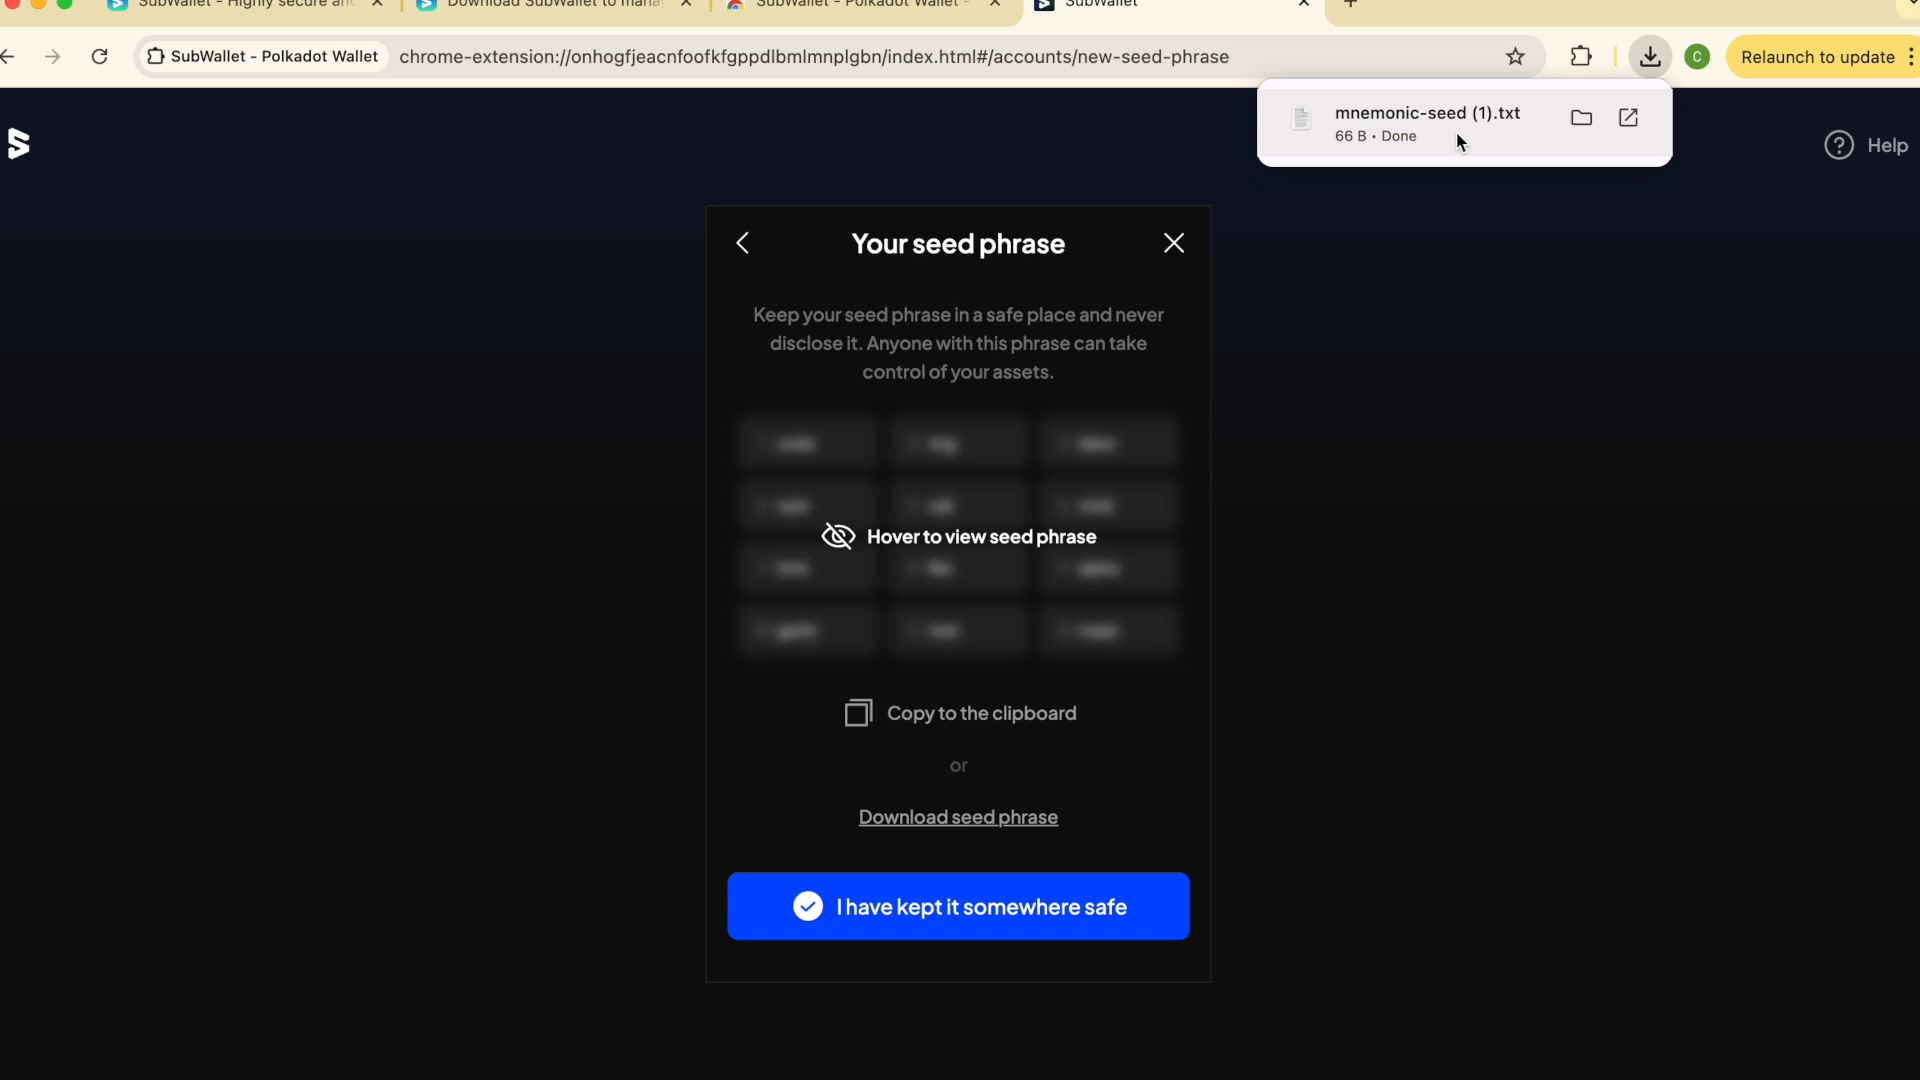 SubWallet - Highly secure and
Download SubWallet to mana
SubWallet - Polkadot Wallet -
SubWallet
SubWallet - Polkadot Wallet
chrome-extension://onhogfjeacnfoofkfgppdlbmlmnplgbn/index.html#/accounts/new-seed-phrase
C
Relaunch to update
mnemonic-seed (1).txt
66 B • Done
Help
Your seed phrase
Keep your seed phrase in a safe place and never
disclose it. Anyone with this phrase can take
control of your assets.
Hover to view seed phrase
Copy to the clipboard
or
Download seed phrase
I have kept it somewhere safe